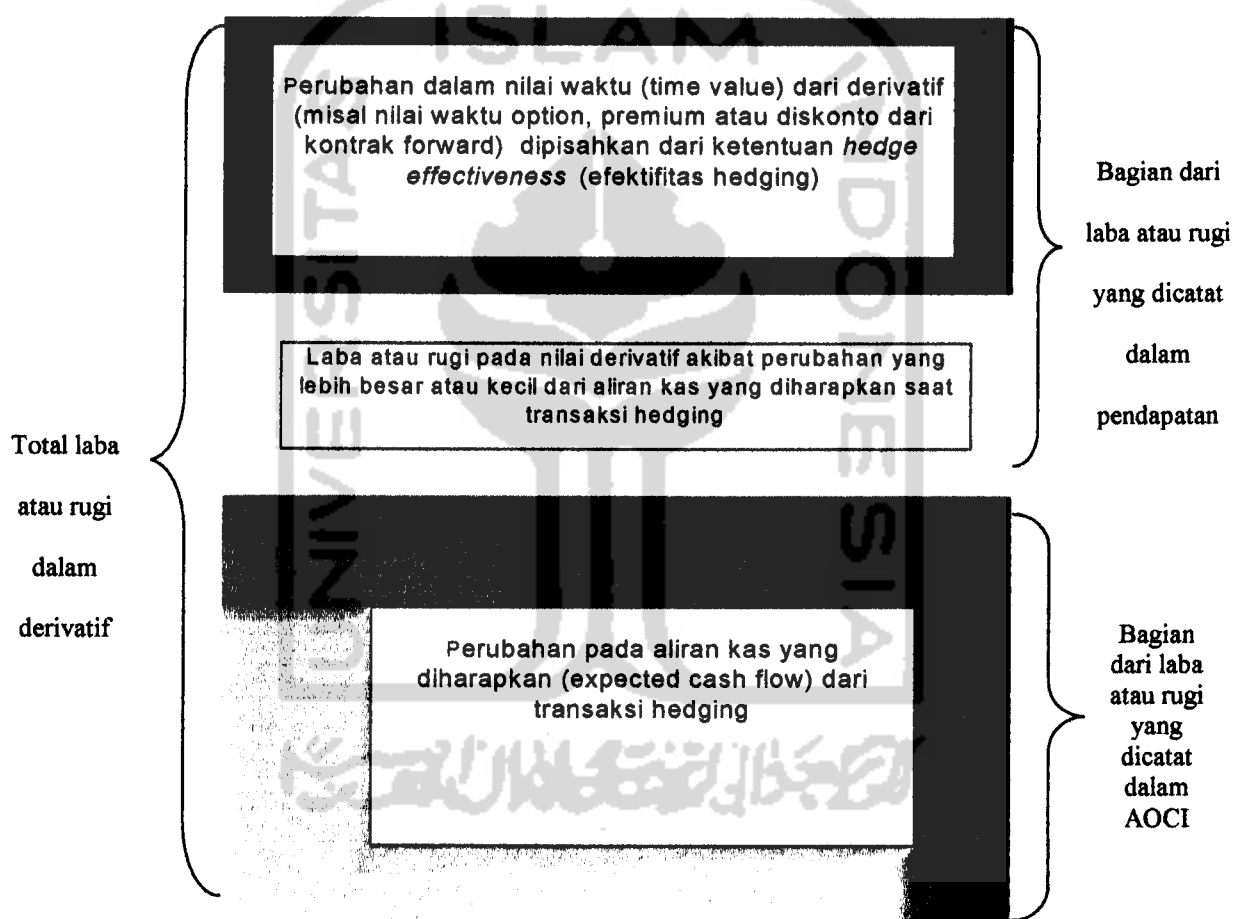 Perubahan dalam nilai waktu (time value) dari derivatif
(misal nilai waktu option, premium atau diskonto dari
kontrak forward) dipisahkan dari ketentuan hedge
effectiveness (efektifitas hedging)
Bagian dari
laba atau rugi
yang dicatat
dalam
pendapatan
Laba atau rugi pada nilai derivatif akibat perubahan yang
lebih besar atau kecil dari aliran kas yang diharapkan saat
transaksi hedging
Total laba
atau rugi
dalam
derivatif
Perubahan pada aliran kas yang
diharapkan (expected cash flow) dari
transaksi hedging
Bagian
dari laba
atau rugi
yang
dicatat
dalam
AOCI
UNIVERSITAS
ISLAM
INDONESIA